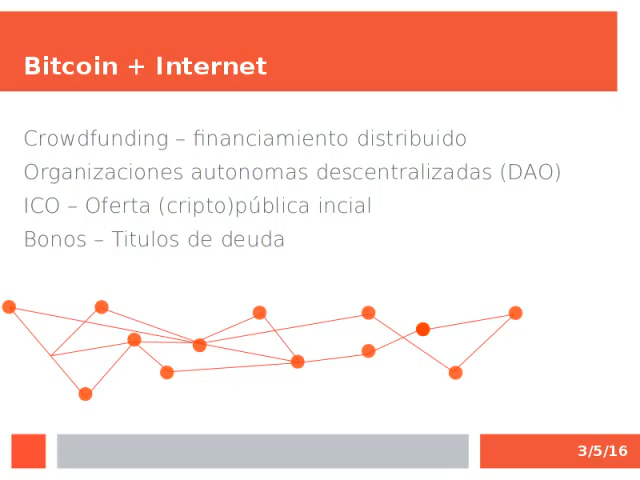 Bitcoin + Internet
Crowdfunding – financiamiento distribuido
Organizaciones autonomas descentralizadas (DAO)
ICO – Oferta (cripto)pública incial
Bonos – Titulos de deuda
3/5/16